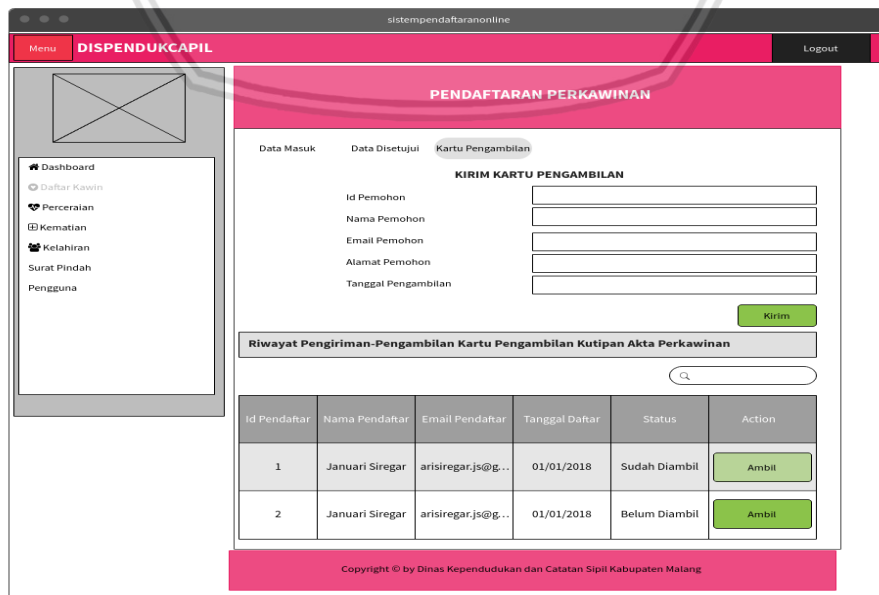 sistempendaftaranonline
Menu DISPENDUKCAPIL Logout
PENDAFTARAN PERKAWINAN
Dashboard
Daftar Kawin
Perceraian
Kematian
Kelahiran
Surat Pindah
Pengguna
Data Masuk Data Disetujui Kartu Pengambilan
KIRIM KARTU PENGAMBILAN
Id Pemohon
Nama Pemohon
Email Pemohon
Alamat Pemohon
Tanggal Pengambilan
Kirim
Riwayat Pengiriman-Pengambilan Kartu Pengambilan Kutipan Akta Perkawinan
Id Pendaftar Nama Pendaftar Email Pendaftar Tanggal Daftar Status Action
1 Januari Siregar arisiregar.js@g... 01/01/2018 Sudah Diambil Ambil
2 Januari Siregar arisiregar.js@g... 01/01/2018 Belum Diambil Ambil
Copyright © by Dinas Kependudukan dan Catatan Sipil Kabupaten Malang